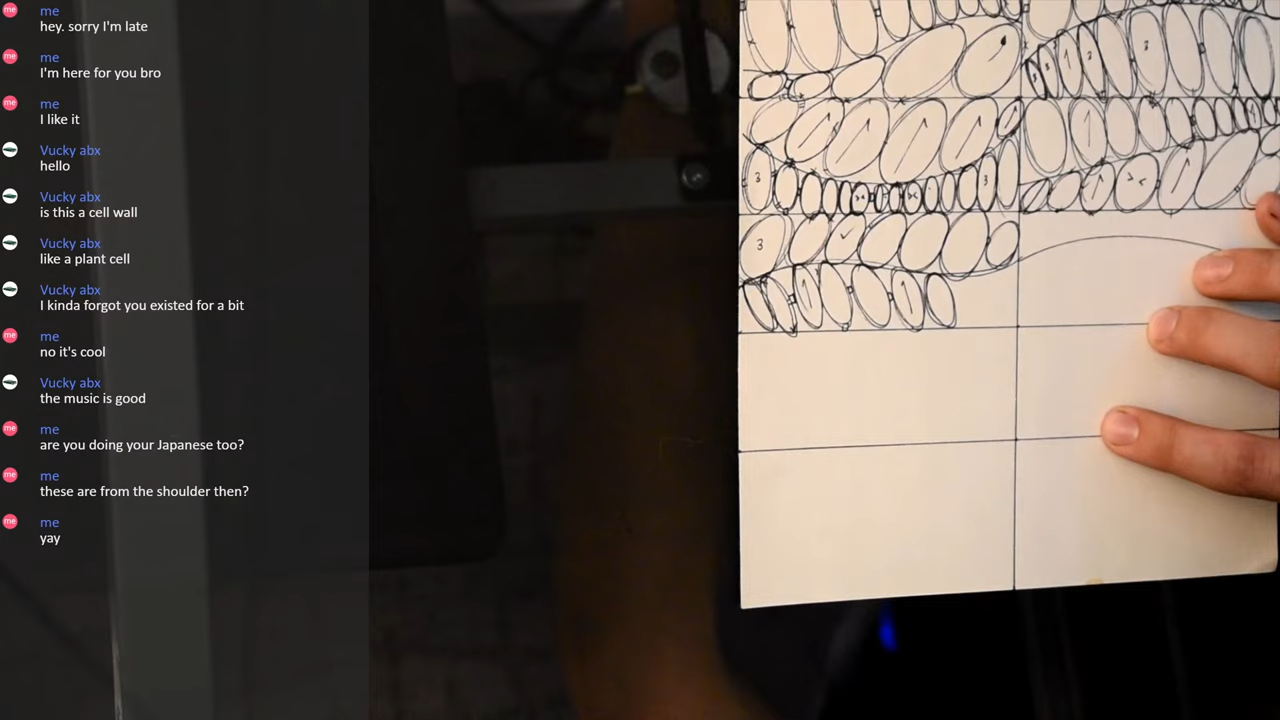 me
hey. sorry I'm late
me
I'm here for you bro
me
I like it
Vucky abx
hello
Vucky abx
is this a cell wall
Vucky abx
like a plant cell
Vucky abx
I kinda forgot you existed for a bit
me
no it's cool
Vucky abx
the music is good
me
are you doing your Japanese too?
me
these are from the shoulder then?
me
yay
3
3
3